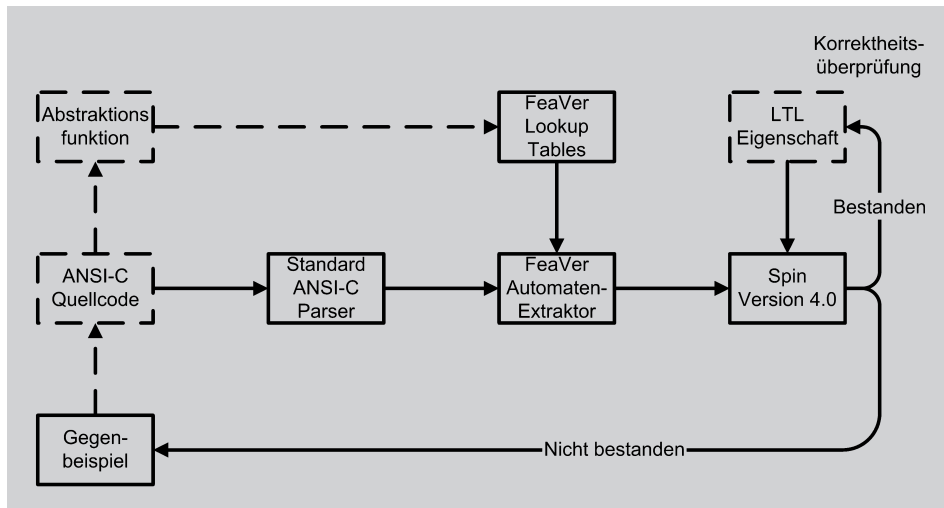 Korrektheits-
überprüfung
Abstraktions
funktion
FeaVer
Lookup
Tables
LTL
Eigenschaft
Bestanden
ANSI-C
Quellcode
Standard
ANSI-C
Parser
FeaVer
Automaten-
Extraktor
Spin
Version 4.0
Gegen-
beispiel
Nicht bestanden